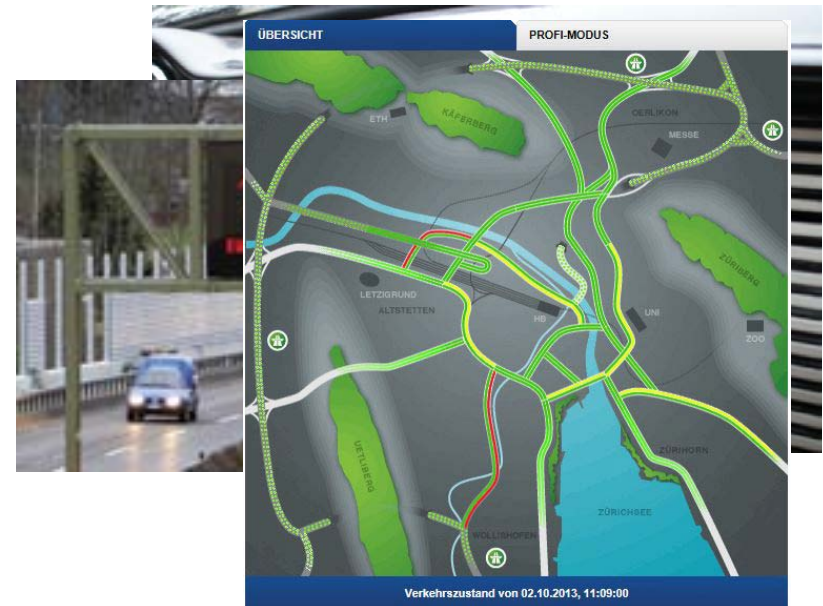 ÜBERSICHT
PROFI-MODUS
ETH
KÄFERBERG
OERLIKON
MESSE
ZÜRIBERG
LETZIGRUND
ALTSTETTEN
HB
UNI
ZOO
UETLIBERG
ZÜRIHORN
ZÜRICHSEE
WOLLISHOFEN
Verkehrszustand von 02.10.2013, 11:09:00